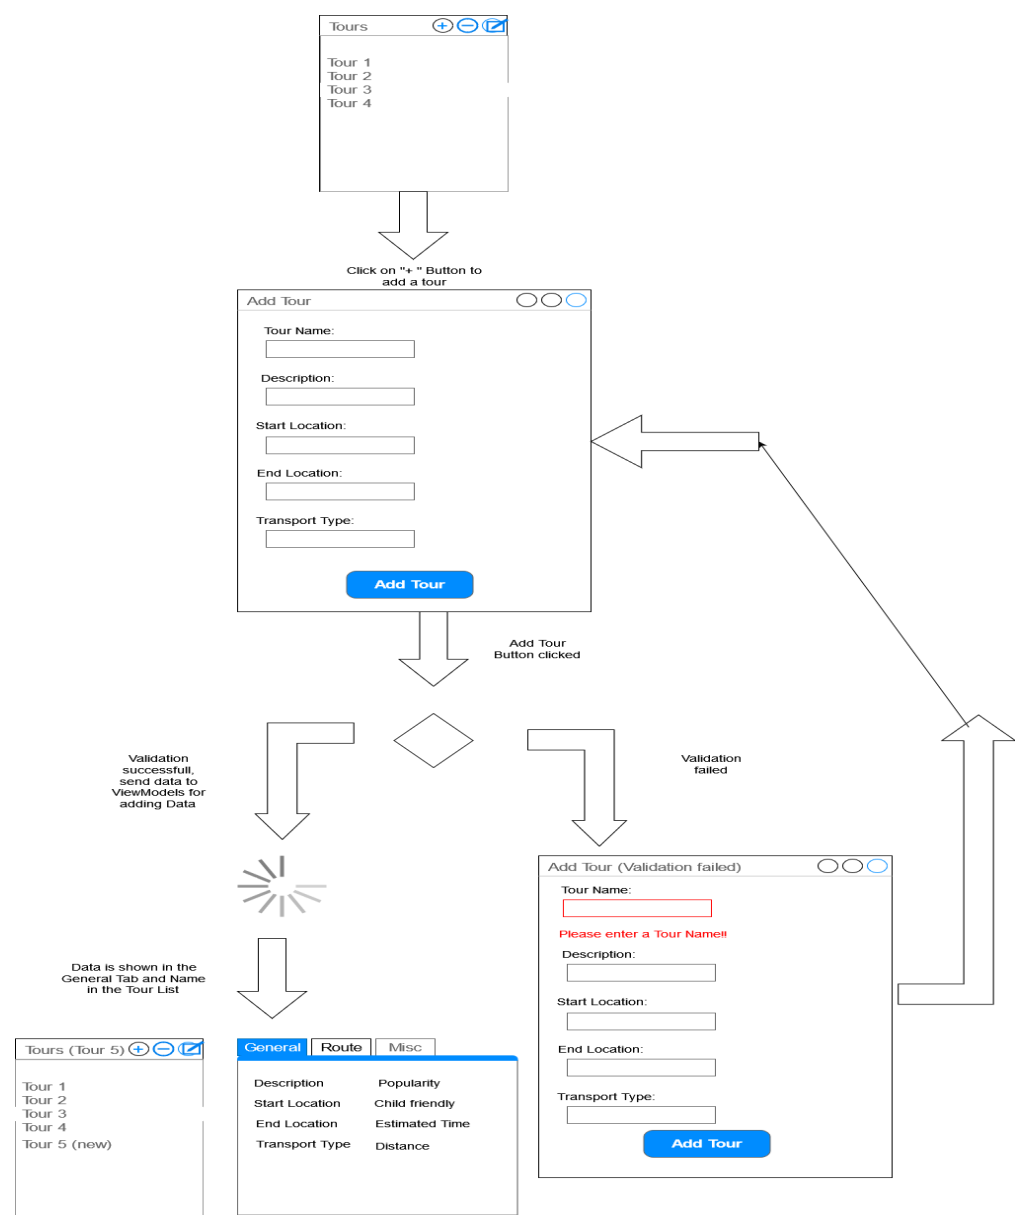 Tours
Tour 1
Tour 2
Tour 3
Tour 4
Click on "+ " Button to
add a tour
Add Tour
Tour Name:
Description:
Start Location:
End Location:
Transport Type:
Add Tour
Add Tour
Button clicked
Validation
successfull,
send data to
ViewModels for
adding Data
Validation
failed
Add Tour (Validation failed)
Tour Name:
Please enter a Tour Name!!
Description:
Start Location:
End Location:
Transport Type:
Add Tour
Data is shown in the
General Tab and Name
in the Tour List
Tours (Tour 5)
Tour 1
Tour 2
Tour 3
Tour 4
Tour 5 (new)
General Route Misc
Description Popularity
Start Location Child friendly
End Location Estimated Time
Transport Type Distance